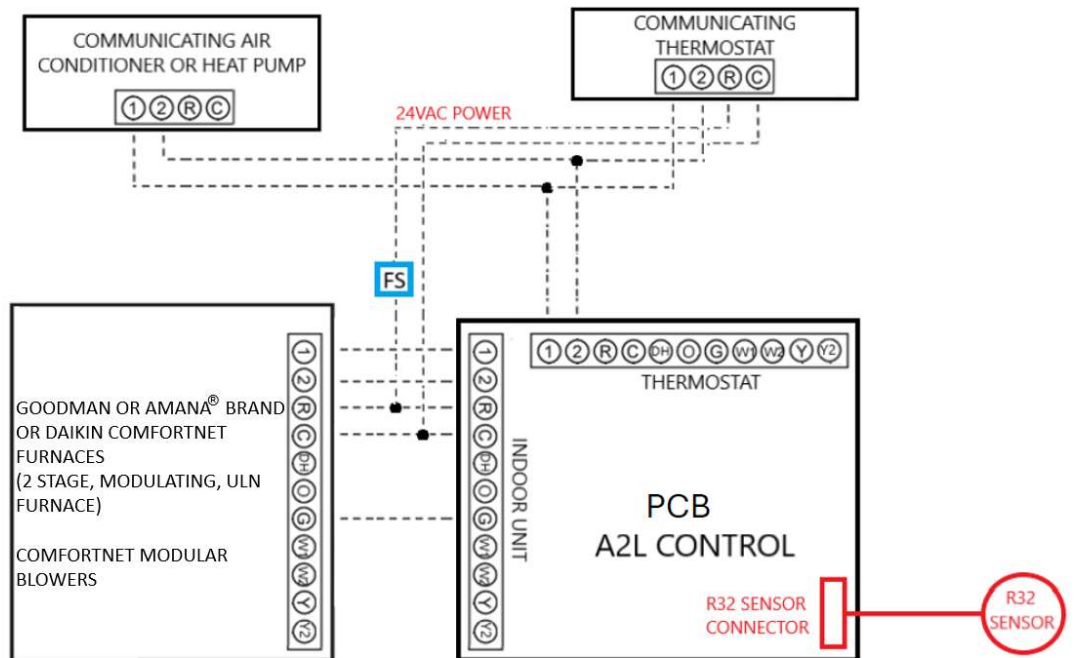 COMMUNICATING AIR
CONDITIONER OR HEAT PUMP
1 2 R C
COMMUNICATING
THERMOSTAT
1 2 R C
24VAC POWER
FS
GOODMAN OR AMANA® BRAND
OR DAIKIN COMFORTNET
FURNACES
(2 STAGE, MODULATING, ULN
FURNACE)
COMFORTNET MODULAR
BLOWERS
1
2
R
C
DH
O
G
W1
W2
Y
Y2
1
2
R
C
DH
O
G
W1
W2
Y
Y2
INDOOR UNIT
1 2 R C DH O G W1 W2 Y Y2
THERMOSTAT
PCB
A2L CONTROL
R32 SENSOR
CONNECTOR
R32
SENSOR